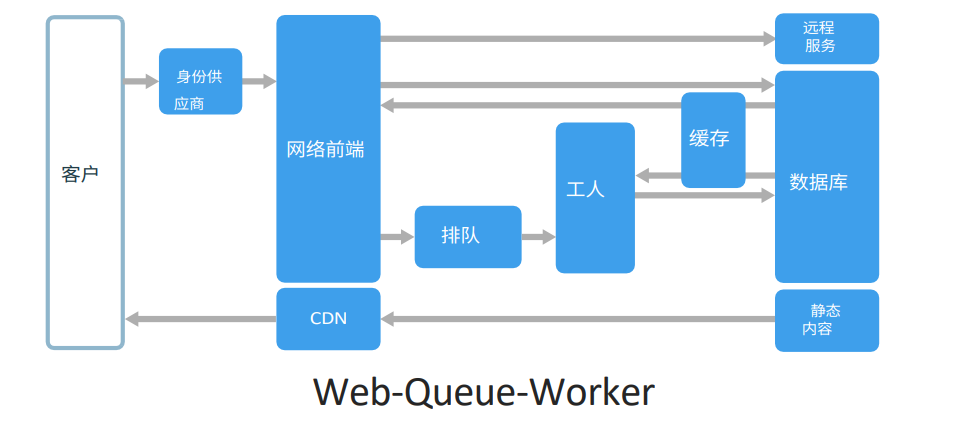 客户
身份供
应商
网络前端
远程
服务
缓存
数据库
工人
排队
CDN
静态
内容
Web-Queue-Worker